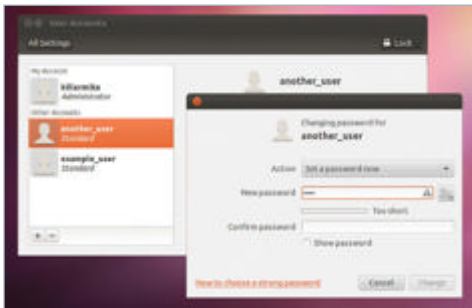 User Accounts
All Settings
Lock
My Account
Administrator
Other Accounts
another_user
Standard
example_user
Standard
another_user
Changing password for
another_user
Action
Set a password now
New password
Too short
Confirm password
Show password
How to choose a strong password
Cancel
Change